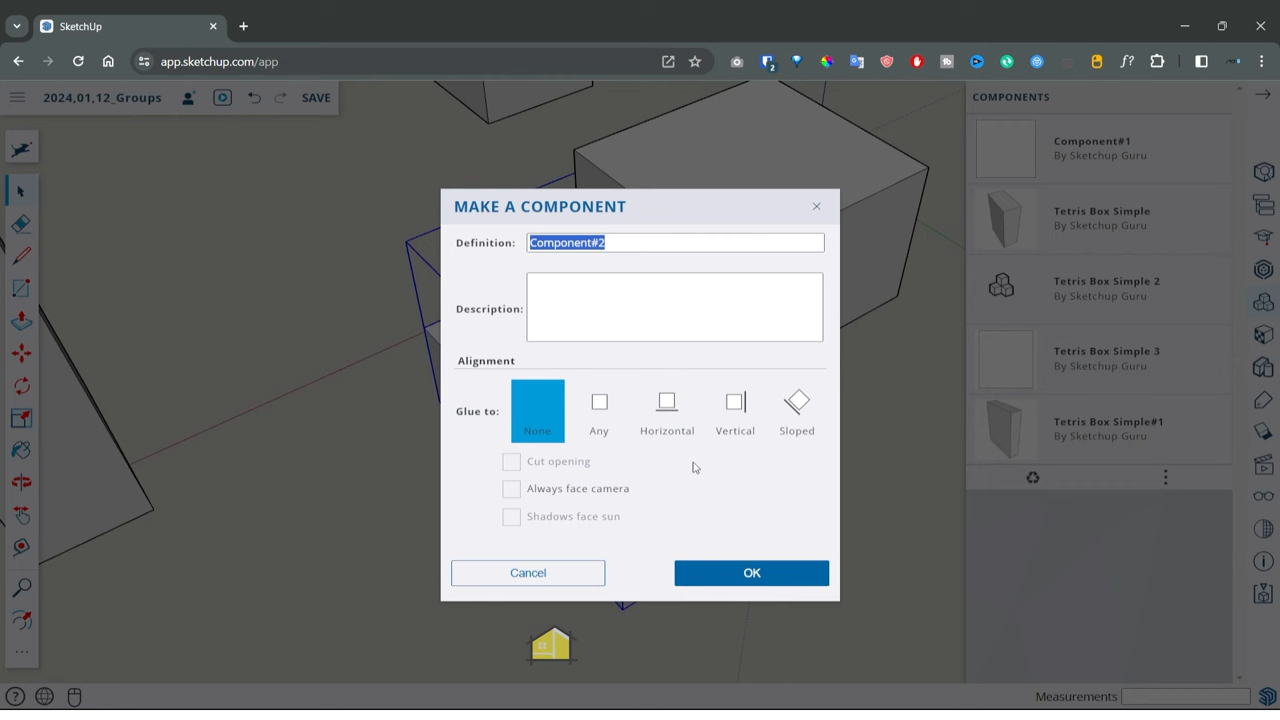 SketchUp
app.sketchup.com/app
2
f?
2024,01,12_Groups
SAVE
COMPONENTS
Component#1
By Sketchup Guru
Tetris Box Simple
By Sketchup Guru
Tetris Box Simple 2
By Sketchup Guru
Tetris Box Simple 3
By Sketchup Guru
Tetris Box Simple#1
By Sketchup Guru
MAKE A COMPONENT
Definition: Component#2
Description:
Alignment
Glue to:
None Any Horizontal Vertical Sloped
Cut opening
Always face camera
Shadows face sun
Cancel OK
Measurements